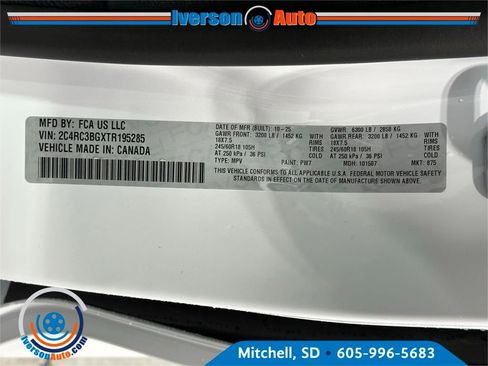 Iverson Auto
MFD BY: FCA US LLC
VIN: 2C4RC3BGXTR195285
VEHICLE MADE IN: CANADA
DATE OF MFR (BUILT): 10-25 GVWR: 6300 LB / 2858 KG
GAWR FRONT: 3200 LB / 1452 KG WITH GAWR REAR: 3200 LB / 1452 KG WITH
18X7.5 RIMS 18X7.5 RIMS
245/60R18 105H TIRES 245/60R18 105H TIRES
AT 250 kPa / 36 PSI AT 250 kPa / 36 PSI
TYPE: MPV PAINT: PW7 MDH: 101507 MKT: 875
THIS VEHICLE CONFORMS TO ALL APPLICABLE U.S.A. FEDERAL MOTOR VEHICLE SAFETY
STANDARDS IN EFFECT ON THE DATE OF MANUFACTURE SHOWN ABOVE.
IversonAuto.com
Mitchell, SD • 605-996-5683